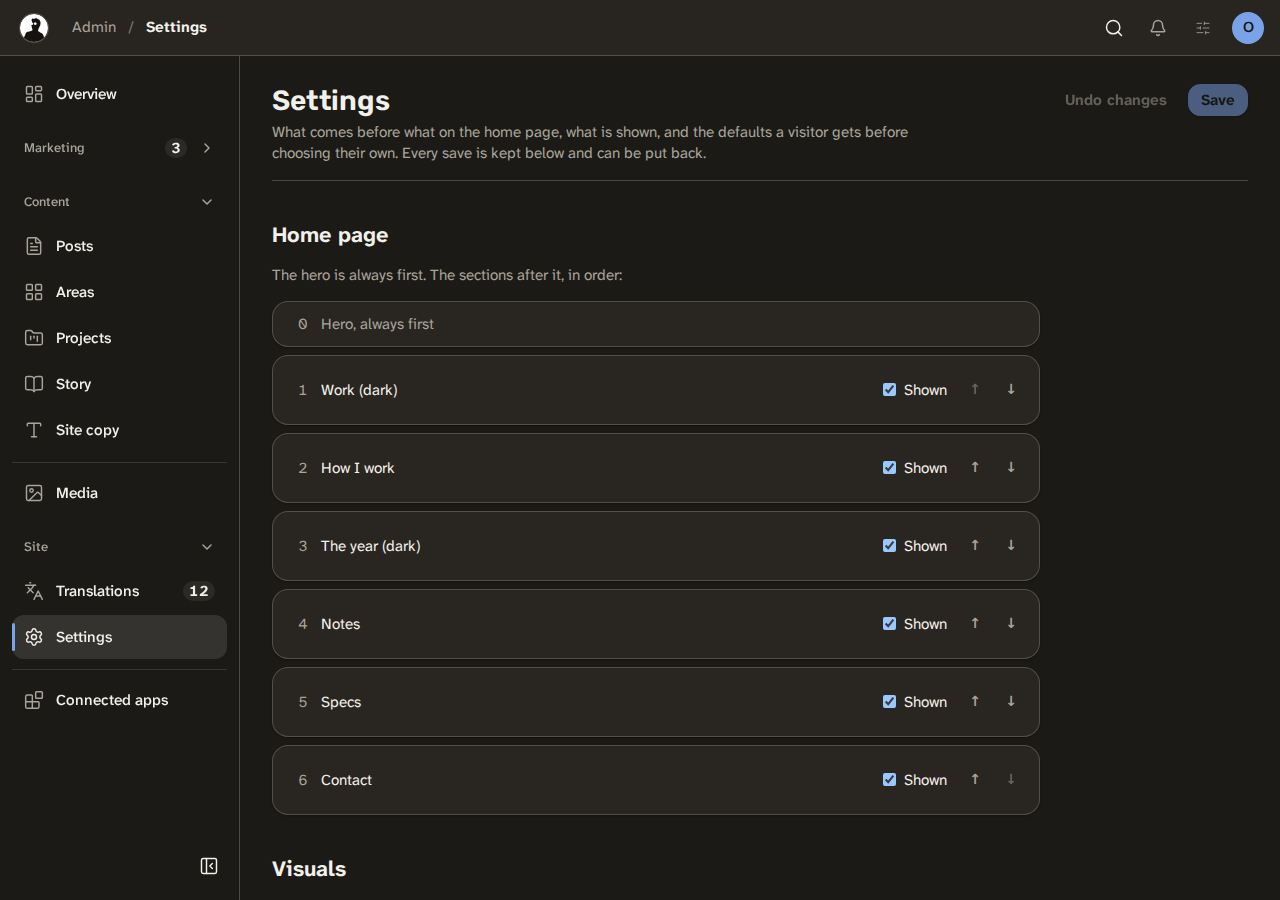 Admin / Settings
O
Overview
Marketing 3
Content
Posts
Areas
Projects
Story
Site copy
Media
Site
Translations 12
Settings
Connected apps
Settings
Undo changes
Save
What comes before what on the home page, what is shown, and the defaults a visitor gets before
choosing their own. Every save is kept below and can be put back.
Home page
The hero is always first. The sections after it, in order:
0 Hero, always first
1 Work (dark) Shown ↑ ↓
2 How I work Shown ↑ ↓
3 The year (dark) Shown ↑ ↓
4 Notes Shown ↑ ↓
5 Specs Shown ↑ ↓
6 Contact Shown ↑ ↓
Visuals